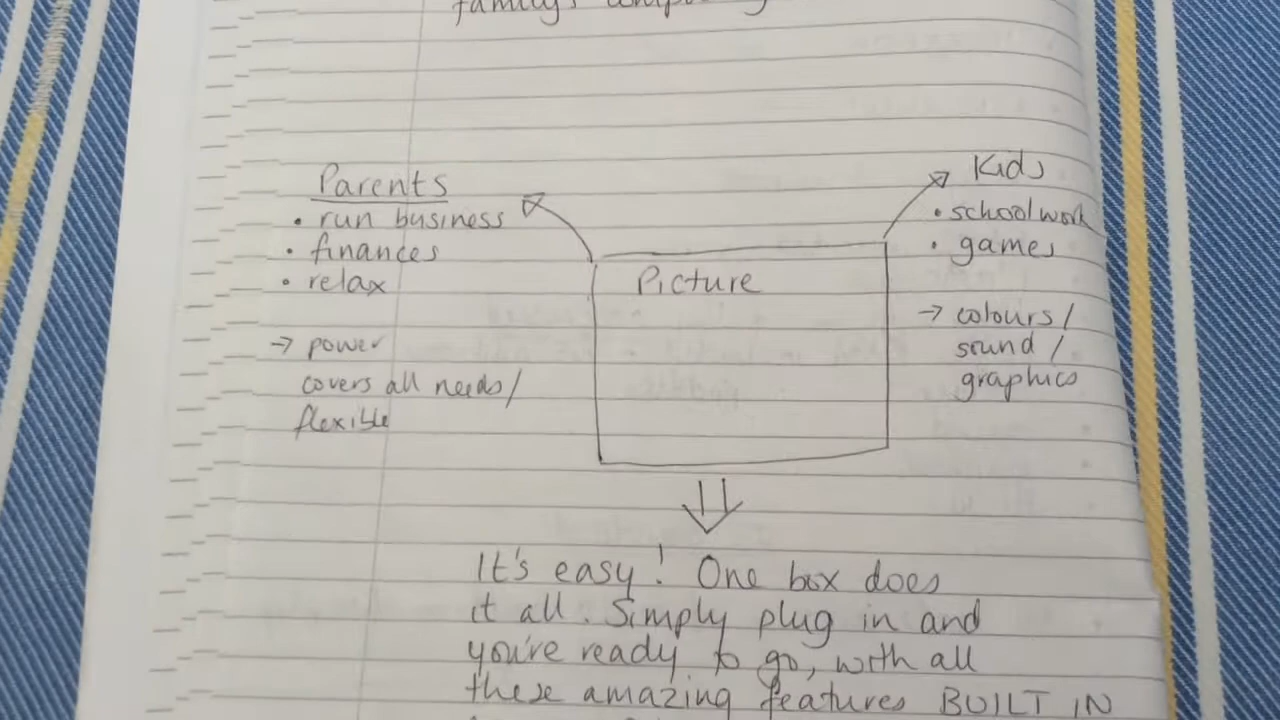 family's
Parents
• run business
• finances
• relax
→ power
covers all needs/
flexible
Picture
Kids
• schoolwork
• games
→ colours/
sound/
graphics
It's easy! One box does
it all. Simply plug in and
you're ready to go, with all
these amazing features BUILT IN